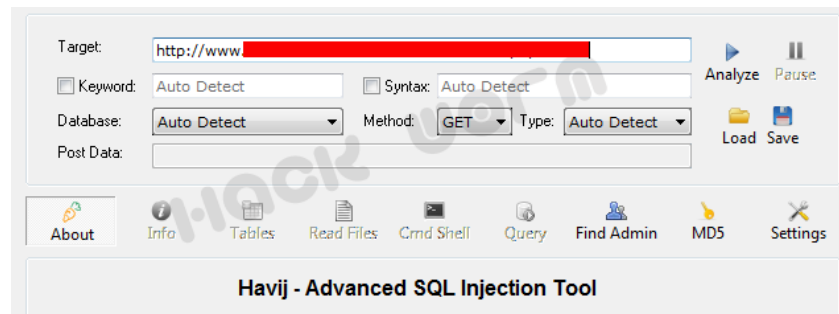 Target: http://www.
Analyze Pause
Keyword: Auto Detect Syntax: Auto Detect
Database: Auto Detect Method: GET Type: Auto Detect
Load Save
Post Data:
Hack Worm
About Info Tables Read Files Cmd Shell Query Find Admin MD5 Settings
Havij - Advanced SQL Injection Tool